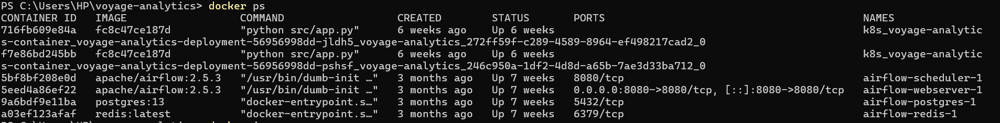 PS C:\Users\HP\voyage-analytics> docker ps
CONTAINER ID   IMAGE                  COMMAND                  CREATED        STATUS       PORTS                                         NAMES
716fb609e84a   fc8c47ce187d           "python src/app.py"      6 weeks ago    Up 6 weeks                                                 k8s_voyage-analytic
s-container_voyage-analytics-deployment-56956998dd-jldh5_voyage-analytics_272ff59f-c289-4589-8964-ef498217cad2_0
f7e86bd245bb   fc8c47ce187d           "python src/app.py"      6 weeks ago    Up 6 weeks                                                 k8s_voyage-analytic
s-container_voyage-analytics-deployment-56956998dd-pshsf_voyage-analytics_246c950a-1df2-4d8d-a65b-7ae3d33ba712_0
5bf8bf208e0d   apache/airflow:2.5.3   "/usr/bin/dumb-init …"   3 months ago   Up 7 weeks   8080/tcp                                      airflow-scheduler-1
5eed4a86ef22   apache/airflow:2.5.3   "/usr/bin/dumb-init …"   3 months ago   Up 7 weeks   0.0.0.0:8080->8080/tcp, [::]:8080->8080/tcp   airflow-webserver-1
9a6bdf9e11ba   postgres:13            "docker-entrypoint.s…"   3 months ago   Up 7 weeks   5432/tcp                                      airflow-postgres-1
a03ef123afaf   redis:latest           "docker-entrypoint.s…"   3 months ago   Up 7 weeks   6379/tcp                                      airflow-redis-1